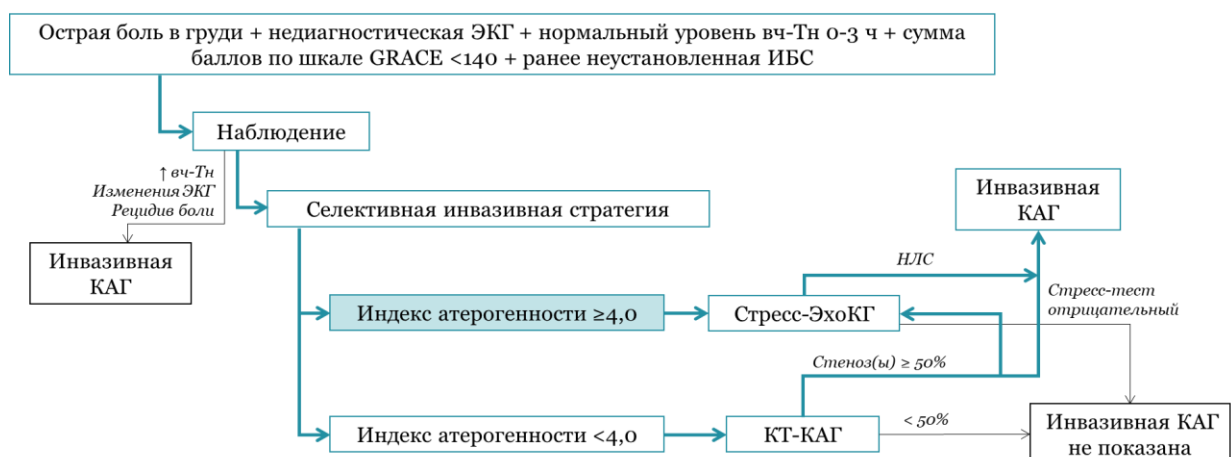 Острая боль в груди + недиагностическая ЭКГ + нормальный уровень вч-Тн 0-3 ч + сумма
баллов по шкале GRACE <140 + ранее неустановленная ИБС
Наблюдение
↑ вч-Тн
Изменения ЭКГ
Рецидив боли
Инвазивная
КАГ
Селективная инвазивная стратегия
Инвазивная
КАГ
НЛС
Индекс атерогенности ≥4,0
Стресс-ЭхоКГ
Стресс-тест
отрицательный
Стеноз(ы) ≥ 50%
Индекс атерогенности <4,0
КТ-КАГ
< 50%
Инвазивная КАГ
не показана